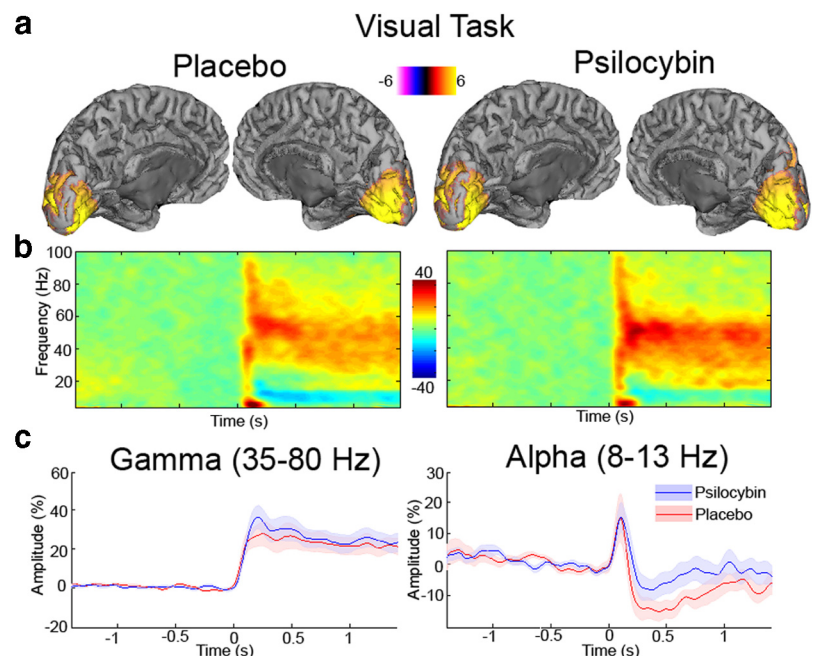 a
Visual Task
Placebo
-6
6
Psilocybin
b
100
80
60
40
20
Frequency (Hz)
Time (s)
40
-40
Time (s)
c
Gamma (35-80 Hz)
60
40
20
0
-20
Amplitude (%)
-1
-0.5
0
0.5
1
Time (s)
Alpha (8-13 Hz)
30
20
10
0
-10
Amplitude (%)
Psilocybin
Placebo
-1
-0.5
0
0.5
1
Time (s)